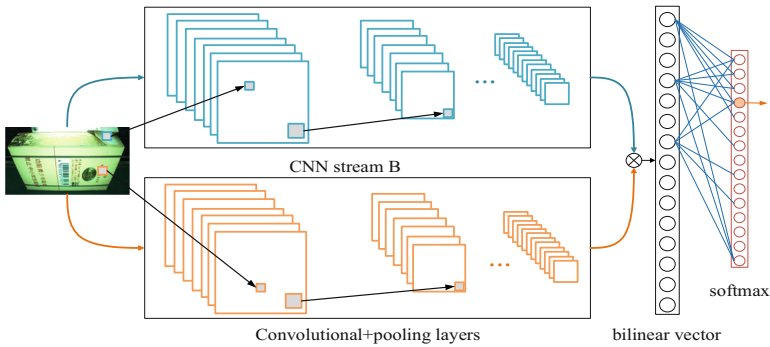 CNN stream B
Convolutional+pooling layers
bilinear vector
softmax